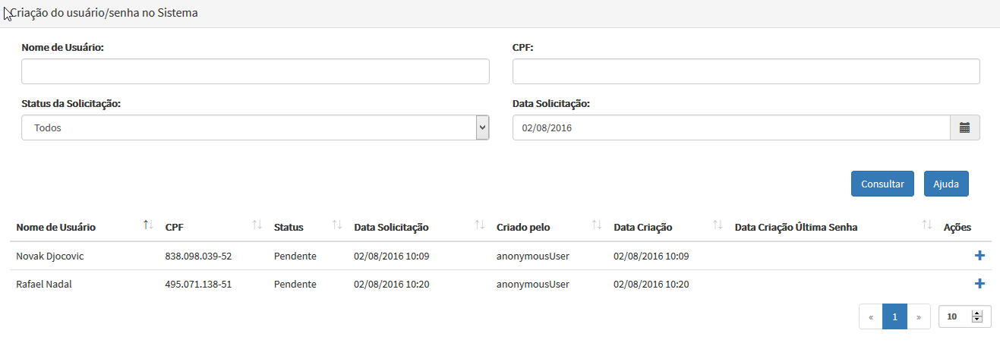 Criação do usuário/senha no Sistema
Nome de Usuário: CPF:
Status da Solicitação: Data Solicitação:
Todos 02/08/2016
Consultar Ajuda
Nome de Usuário CPF Status Data Solicitação Criado pelo Data Criação Data Criação Última Senha Ações
Novak Djocovic 838.098.039-52 Pendente 02/08/2016 10:09 anonymousUser 02/08/2016 10:09
Rafael Nadal 495.071.138-51 Pendente 02/08/2016 10:20 anonymousUser 02/08/2016 10:20
« 1 » 10